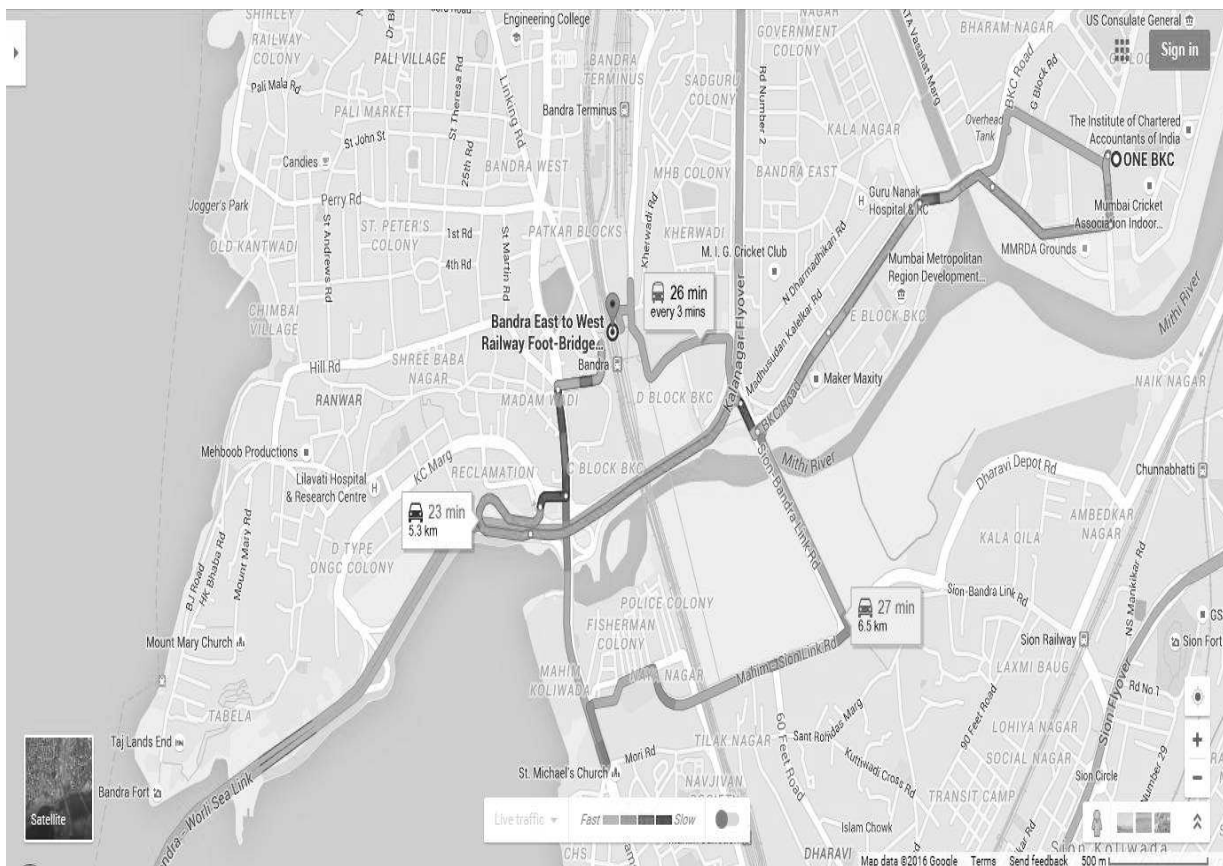 SHIRLEY
RAILWAY
COLONY
PALI VILLAGE
Engineering College
BANDRA
TERMINUS
NAGAR
GOVERNMENT
COLONY
BHARAM NAGAR
US Consulate General
Sign in
Pali Mala Rd
PALI MARKET
St John St
St Theresa Rd
Linking Rd
25th Rd
Bandra Terminus
SADGURU
COLONY
Rd Number 2
KALA NAGAR
BKC Road
G Block Rd
Overhead
Tank
The Institute of Chartered
Accountants of India
ONE BKC
Candies
BANDRA WEST
MHB COLONY
BANDRA EAST
Guru Nanak
Hospital & RC
Mumbai Cricket
Association Indoor...
MMRDA Grounds
Jogger's Park
Perry Rd
ST. PETER'S
COLONY
1st Rd
4th Rd
OLD KANTWADI
St Andrews Rd
St Martin Rd
PATKAR BLOCKS
Kherwadi Rd
KHERWADI
M. I. G. Cricket Club
N Dharmadhikari Rd
Mumbai Metropolitan
Region Development...
E BLOCK BKC
Mithi River
CHIMBAI
VILLAGE
26 min
every 3 mins
Bandra East to West
Railway Foot-Bridge...
Bandra
Kalanagar Flyover
Madhusudan Kalelkar Rd
Hill Rd
SHREE BABA
NAGAR
RANWAR
MADAM WADI
D BLOCK BKC
BKC Road
Maker Maxity
NAIK NAGAR
Mehboob Productions
Lilavati Hospital
& Research Centre
KC Marg
RECLAMATION
C BLOCK BKC
Mithi River
Sion-Bandra Link Rd
Dharavi Depot Rd
Chunnabhatti
23 min
5.3 km
D TYPE
ONGC COLONY
BJ Road
HK Bhaba Rd
Mount Mary Rd
AMBEDKAR
NAGAR
KALA QILA
Sion-Bandra Link Rd
NS Mankikar Rd
27 min
6.5 km
POLICE COLONY
FISHERMAN
COLONY
Mount Mary Church
Sion Railway
Sion Fort
MAHIM
KOLIWADA
NAYA NAGAR
Mahim-Sion Link Rd
LAXMI BAUG
Rd No.1
TABELA
Taj Lands End
Bandra Fort
Worli Sea Link
St. Michael's Church
Mori Rd
TILAK NAGAR
60 Feet Road
Sant Rohidas Marg
Kuttiwadi Cross Rd
90 Feet Road
LOHIYA NAGAR
SOCIAL NAGAR
Sion Flyover
Sion Circle
NAVJIVAN
TRANSIT CAMP
Satellite
Live traffic
Fast
Slow
Islam Chowk
CHS
DHARAVI
Sion Koliwada
Map data ©2016 Google
Terms
Send feedback
500 m